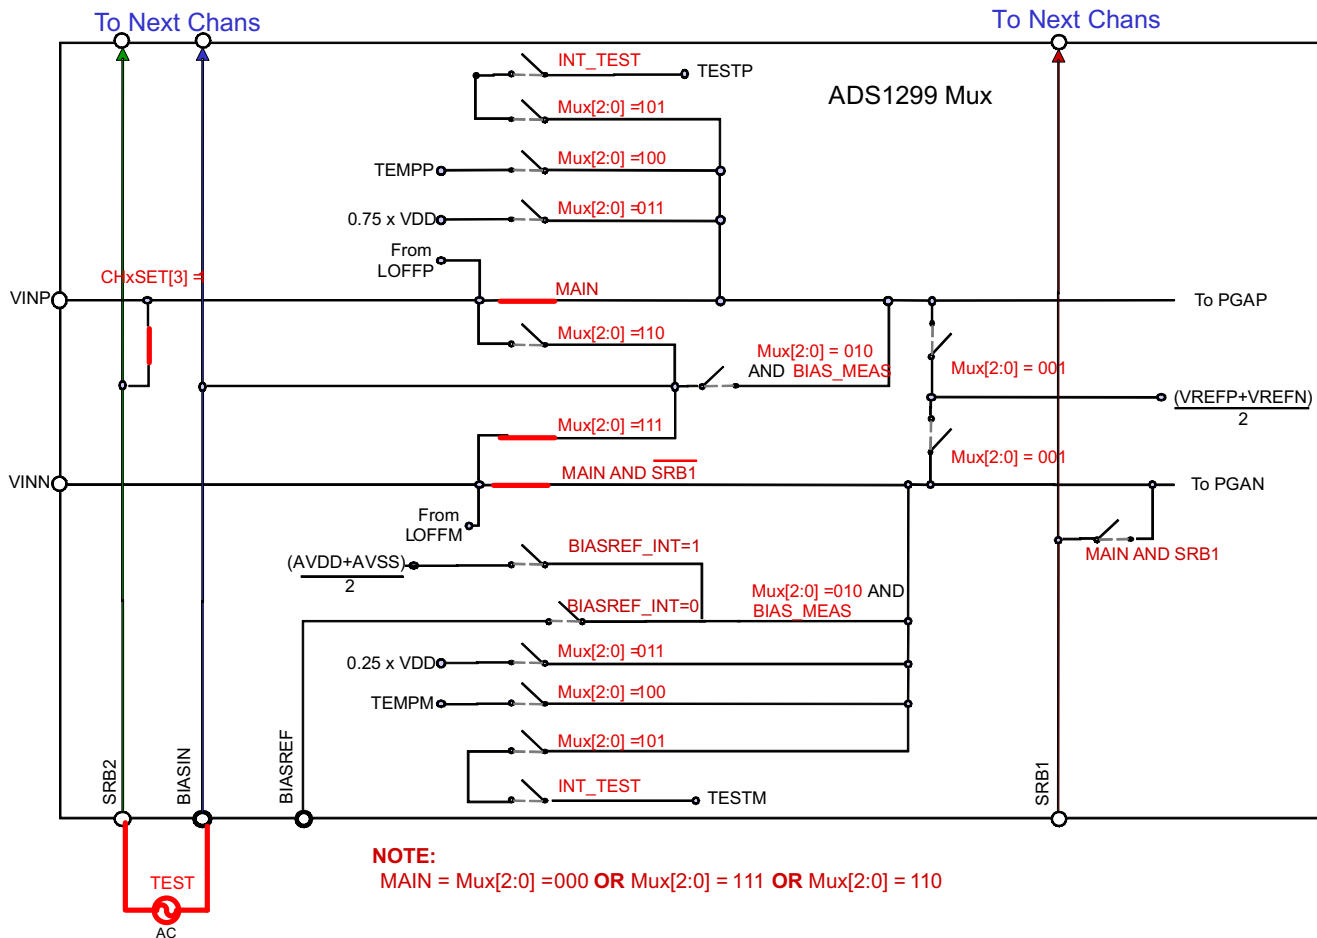 To Next Chans
To Next Chans
INT_TEST
TESTP
ADS1299 Mux
Mux[2:0] =101
TEMPP
Mux[2:0] =100
0.75 x VDD
Mux[2:0] =011
From
LOFFP
CHxSET[3] =
VINP
MAIN
To PGAP
Mux[2:0] =110
Mux[2:0] = 010
AND BIAS_MEAS
Mux[2:0] = 001
(VREFP+VREFN)
2
Mux[2:0] =111
Mux[2:0] = 001
VINN
MAIN AND SRB1
To PGAN
From
LOFFM
BIASREF_INT=1
MAIN AND SRB1
(AVDD+AVSS)
2
Mux[2:0] =010 AND
BIAS_MEAS
BIASREF_INT=0
0.25 x VDD
Mux[2:0] =011
TEMPM
Mux[2:0] =100
Mux[2:0] =101
INT_TEST
TESTM
SRB2
BIASIN
BIASREF
SRB1
NOTE:
MAIN = Mux[2:0] =000 OR Mux[2:0] = 111 OR Mux[2:0] = 110
TEST
AC